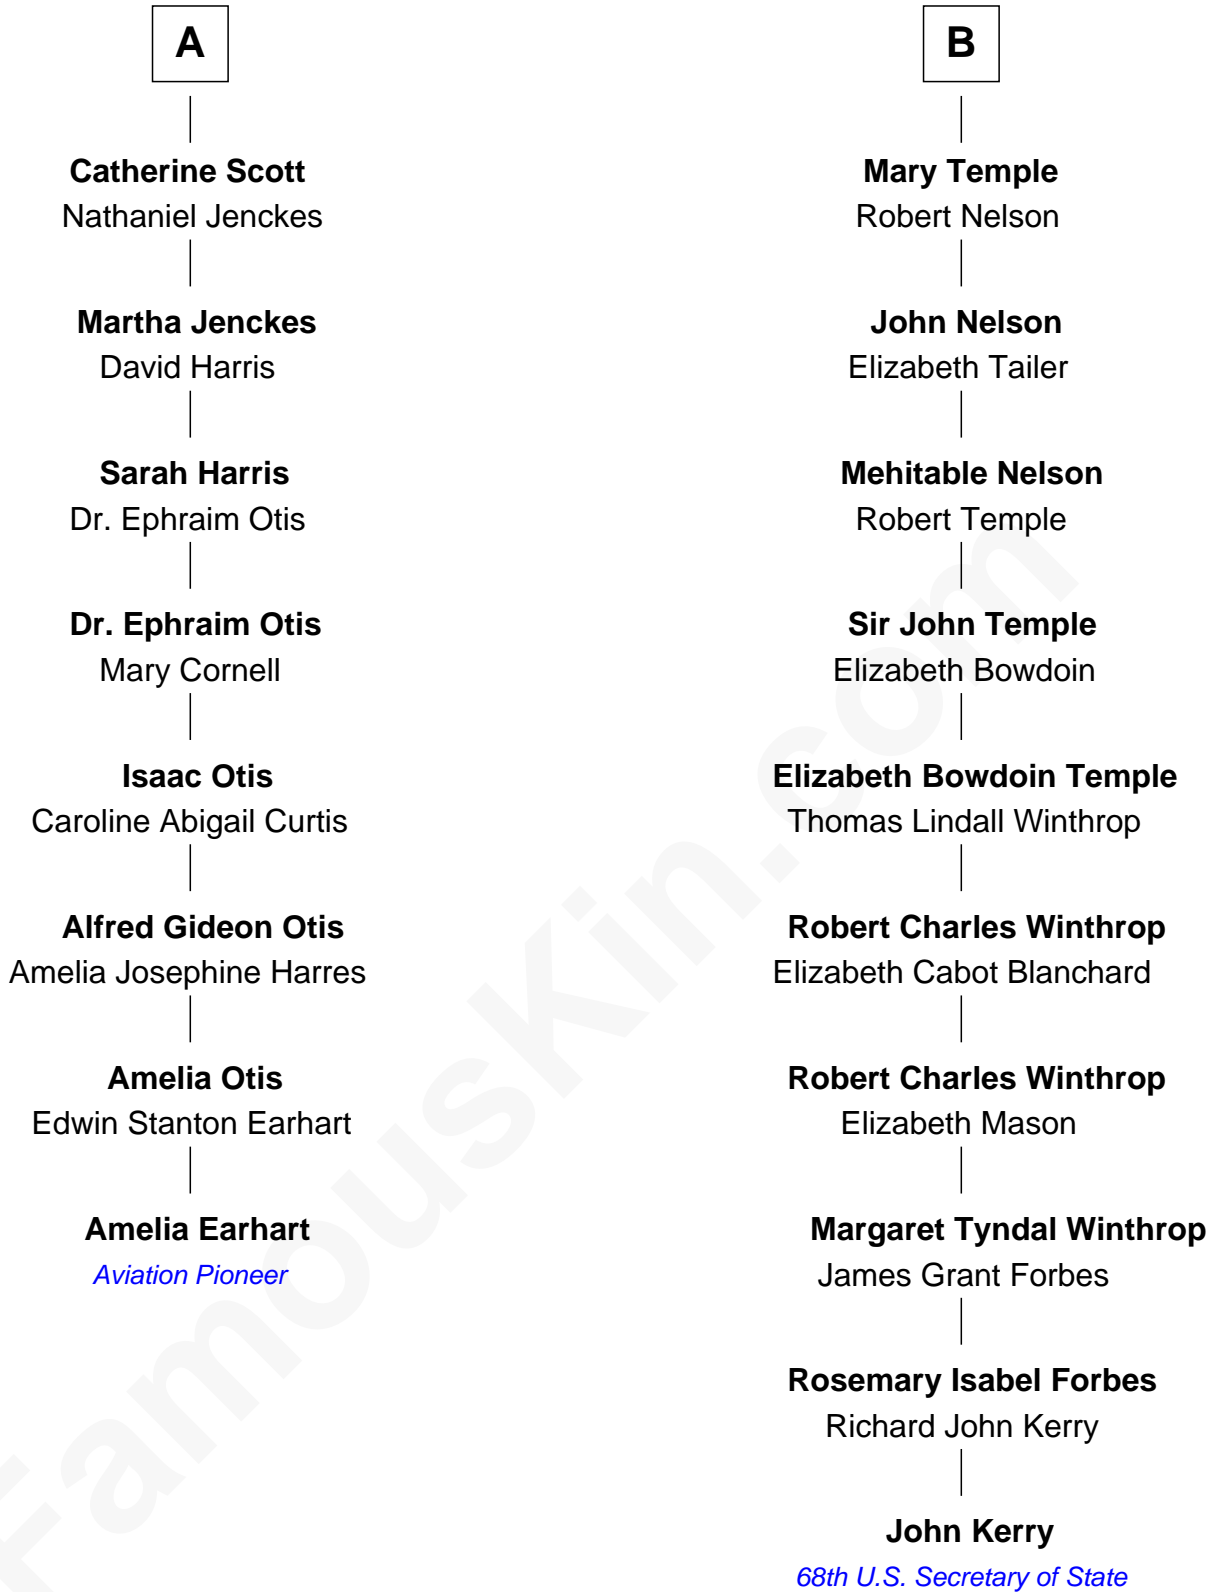 A
Catherine Scott
Nathaniel Jenckes
Martha Jenckes
David Harris
Sarah Harris
Dr. Ephraim Otis
Dr. Ephraim Otis
Mary Cornell
Isaac Otis
Caroline Abigail Curtis
Alfred Gideon Otis
Amelia Josephine Harres
Amelia Otis
Edwin Stanton Earhart
Amelia Earhart
Aviation Pioneer
B
Mary Temple
Robert Nelson
John Nelson
Elizabeth Tailer
Mehitable Nelson
Robert Temple
Sir John Temple
Elizabeth Bowdoin
Elizabeth Bowdoin Temple
Thomas Lindall Winthrop
Robert Charles Winthrop
Elizabeth Cabot Blanchard
Robert Charles Winthrop
Elizabeth Mason
Margaret Tyndal Winthrop
James Grant Forbes
Rosemary Isabel Forbes
Richard John Kerry
John Kerry
68th U.S. Secretary of State
FamousKin.com